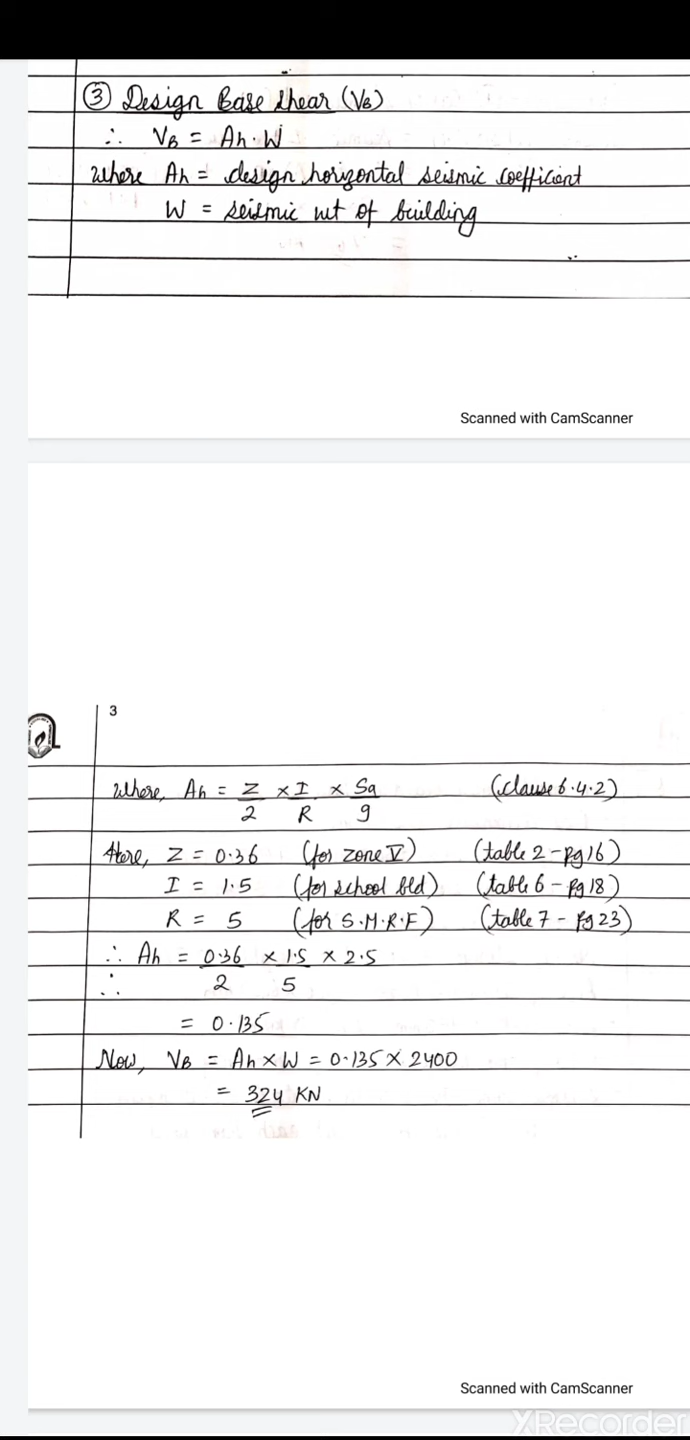 ③ Design Base Shear (VB)
∴ VB = Ah·W
where Ah = design horizontal seismic coefficient
W = seismic wt of building
Scanned with CamScanner
3
Where, Ah = Z/2 × I/R × Sa/g (Clause 6.4.2)
Here, Z = 0.36 (for zone V) (table 2 - Pg 16)
I = 1.5 (for school bld) (table 6 - Pg 18)
R = 5 (for S.M.R.F) (table 7 - Pg 23)
∴ Ah = 0.36/2 × 1.5/5 × 2.5
∴
= 0.135
Now, VB = Ah × W = 0.135 × 2400
= 324 KN
Scanned with CamScanner
XRecorder